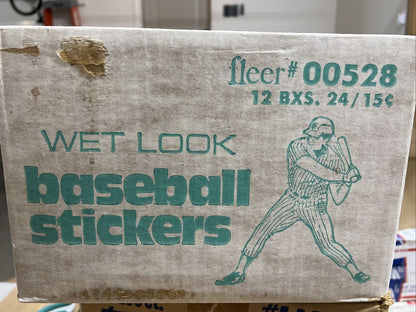 fleer# 00528
12 BXS. 24/15¢
WET LOOK
baseball
stickers